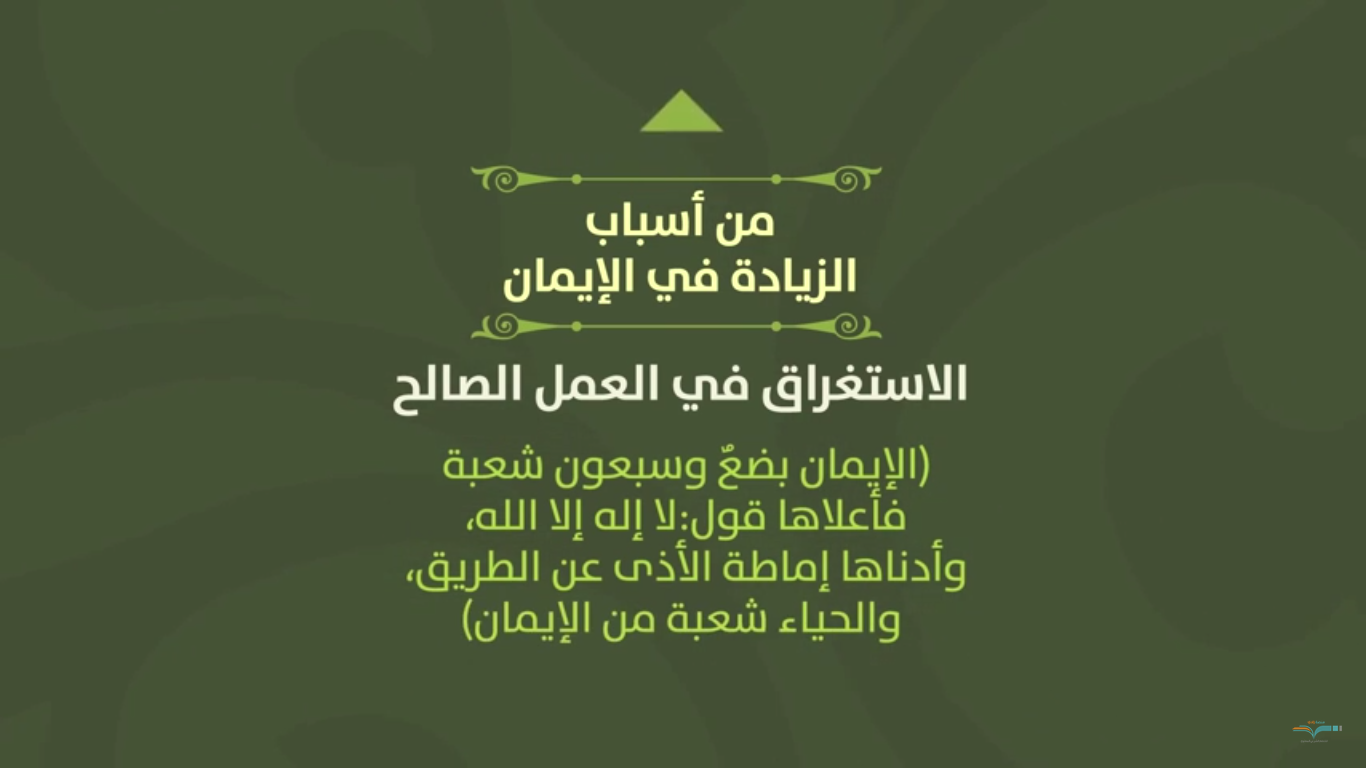 من أسباب
الزيادة في الإيمان
الاستغراق في العمل الصالح
(الإيمان بضعٌ وسبعون شعبة
فأعلاها قول:لا إله إلا الله،
وأدناها إماطة الأذى عن الطريق،
والحياء شعبة من الإيمان)